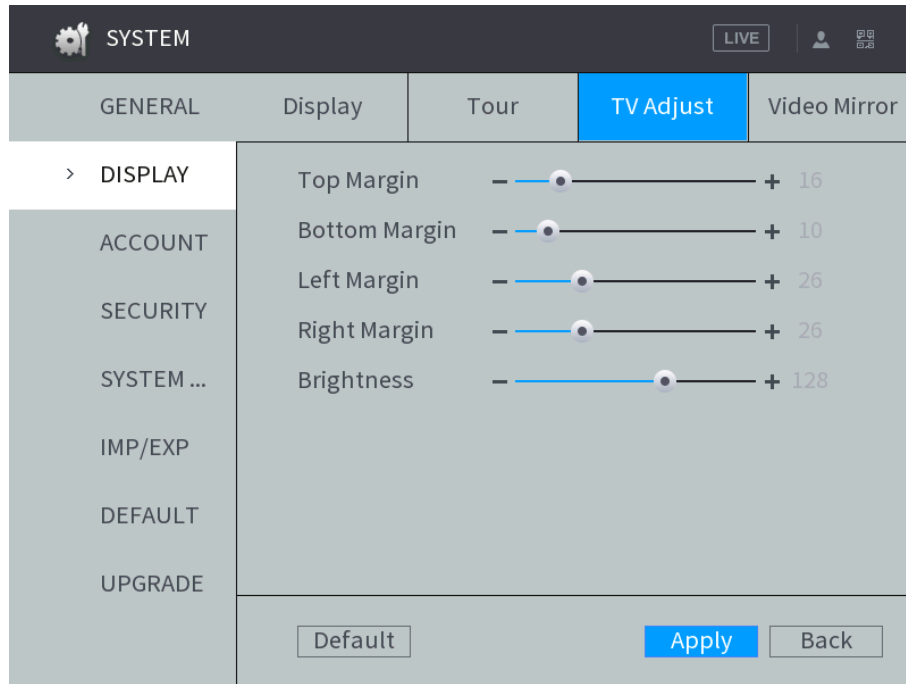 SYSTEM
LIVE
GENERAL
Display
Tour
TV Adjust
Video Mirror
DISPLAY
ACCOUNT
SECURITY
SYSTEM ...
IMP/EXP
DEFAULT
UPGRADE
Top Margin 16
Bottom Margin 10
Left Margin 26
Right Margin 26
Brightness 128
Default
Apply
Back